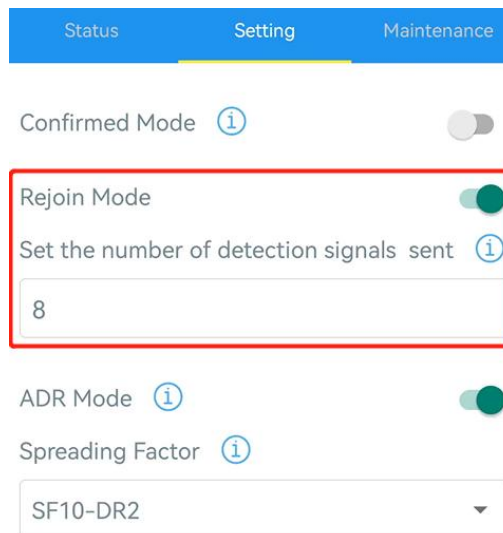 Status Setting Maintenance
Confirmed Mode i
Rejoin Mode
Set the number of detection signals sent i
8
ADR Mode i
Spreading Factor i
SF10-DR2